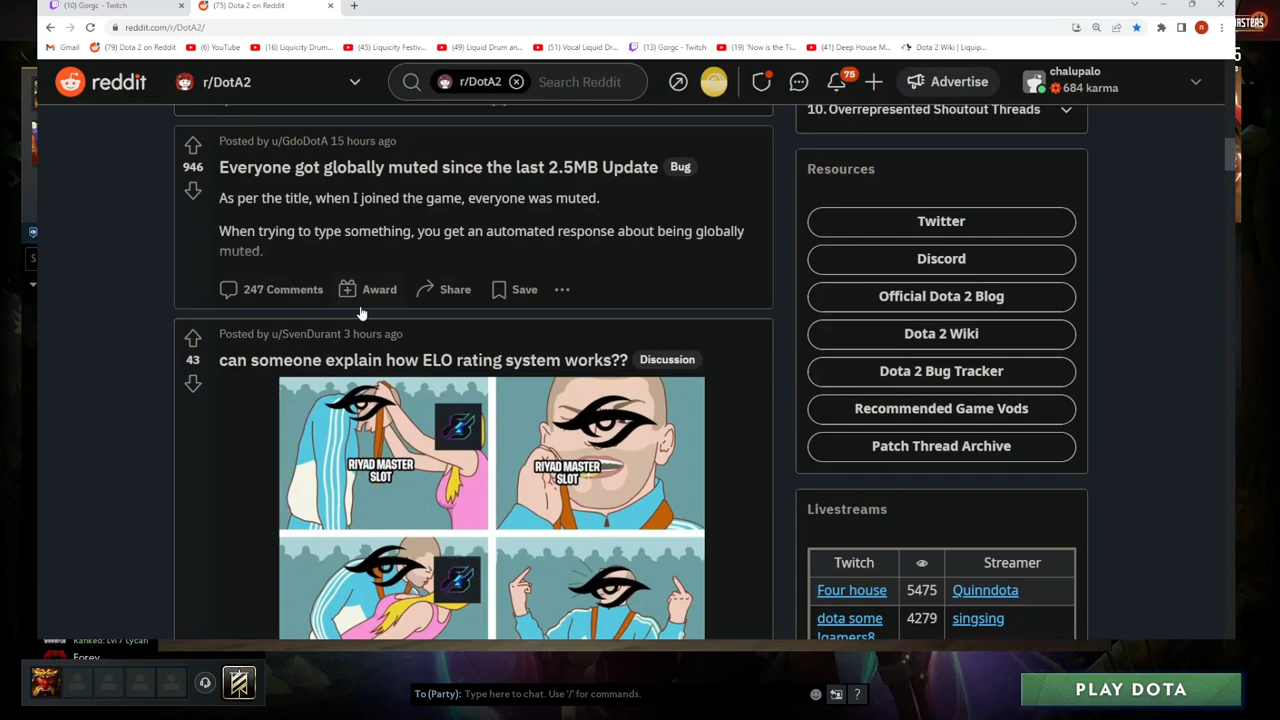 (10) Gorgc - Twitch
(75) Dota 2 on Reddit
reddit.com/r/DotA2/
Gmail
(79) Dota 2 on Reddit
(6) YouTube
(16) Liquicity Drum...
(45) Liquicity Festiv...
(49) Liquid Drum an...
(51) Vocal Liquid Dr...
(13) Gorgc - Twitch
(19) 'Now is the Ti...
(41) Deep House M...
Dota 2 Wiki | Liquip...
reddit
r/DotA2
r/DotA2
Search Reddit
75
Advertise
chalupalo
684 karma
10. Overrepresented Shoutout Threads
Posted by u/GdoDotA 15 hours ago
946
Everyone got globally muted since the last 2.5MB Update
Bug
As per the title, when I joined the game, everyone was muted.
When trying to type something, you get an automated response about being globally
muted.
247 Comments
Award
Share
Save
Posted by u/SvenDurant 3 hours ago
43
can someone explain how ELO rating system works??
Discussion
RIYAD MASTER
SLOT
RIYAD MASTER
SLOT
Resources
Twitter
Discord
Official Dota 2 Blog
Dota 2 Wiki
Dota 2 Bug Tracker
Recommended Game Vods
Patch Thread Archive
Livestreams
Twitch
Streamer
Four house
5475
Quinndota
dota some
4279
singsing
!gamers8
Ranked: Lvl 7 Lycan
Forev
To (Party):
Type here to chat. Use '/' for commands.
?
PLAY DOTA